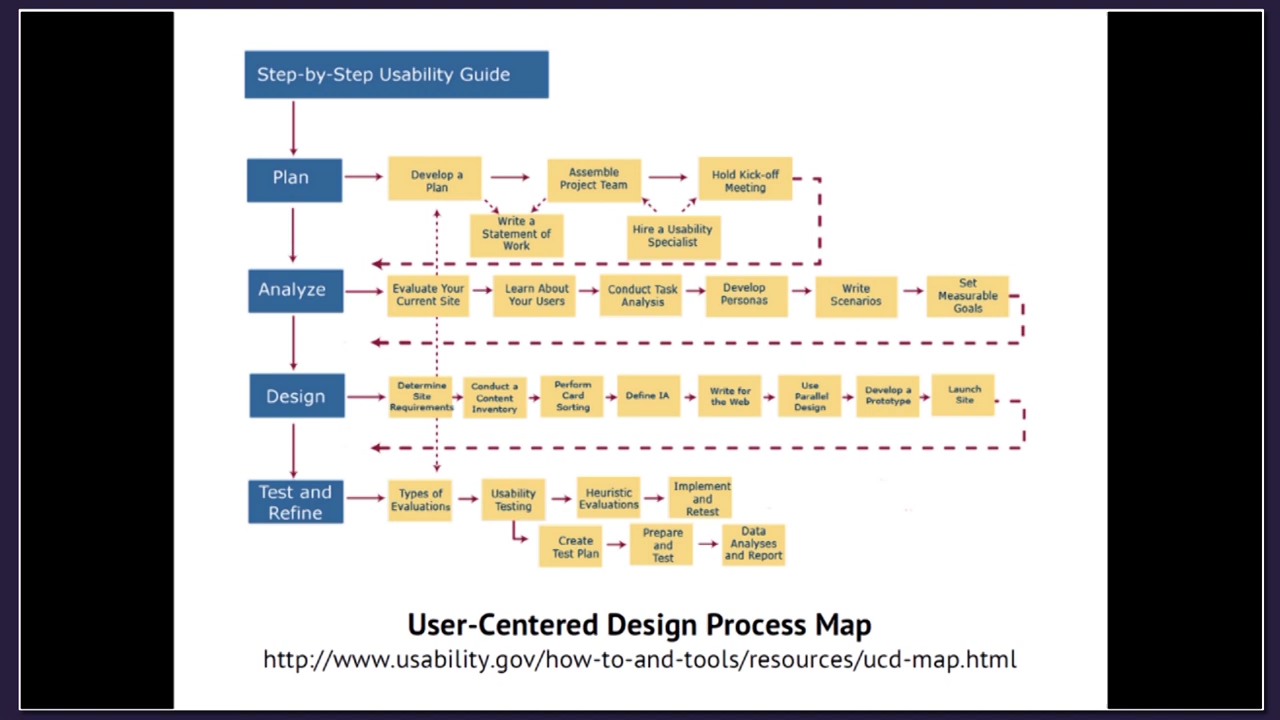 Step-by-Step Usability Guide
Plan
Develop a
Plan
Assemble
Project Team
Hold Kick-off
Meeting
Write a
Statement of
Work
Hire a Usability
Specialist
Analyze
Evaluate Your
Current Site
Learn About
Your Users
Conduct Task
Analysis
Develop
Personas
Write
Scenarios
Set
Measurable
Goals
Design
Determine
Site
Requirements
Conduct a
Content
Inventory
Perform
Card
Sorting
Define IA
Write for
the Web
Use
Parallel
Design
Develop a
Prototype
Launch
Site
Test and
Refine
Types of
Evaluations
Usability
Testing
Heuristic
Evaluations
Implement
and
Retest
Create
Test Plan
Prepare
and
Test
Data
Analyses
and Report
User-Centered Design Process Map
http://www.usability.gov/how-to-and-tools/resources/ucd-map.html